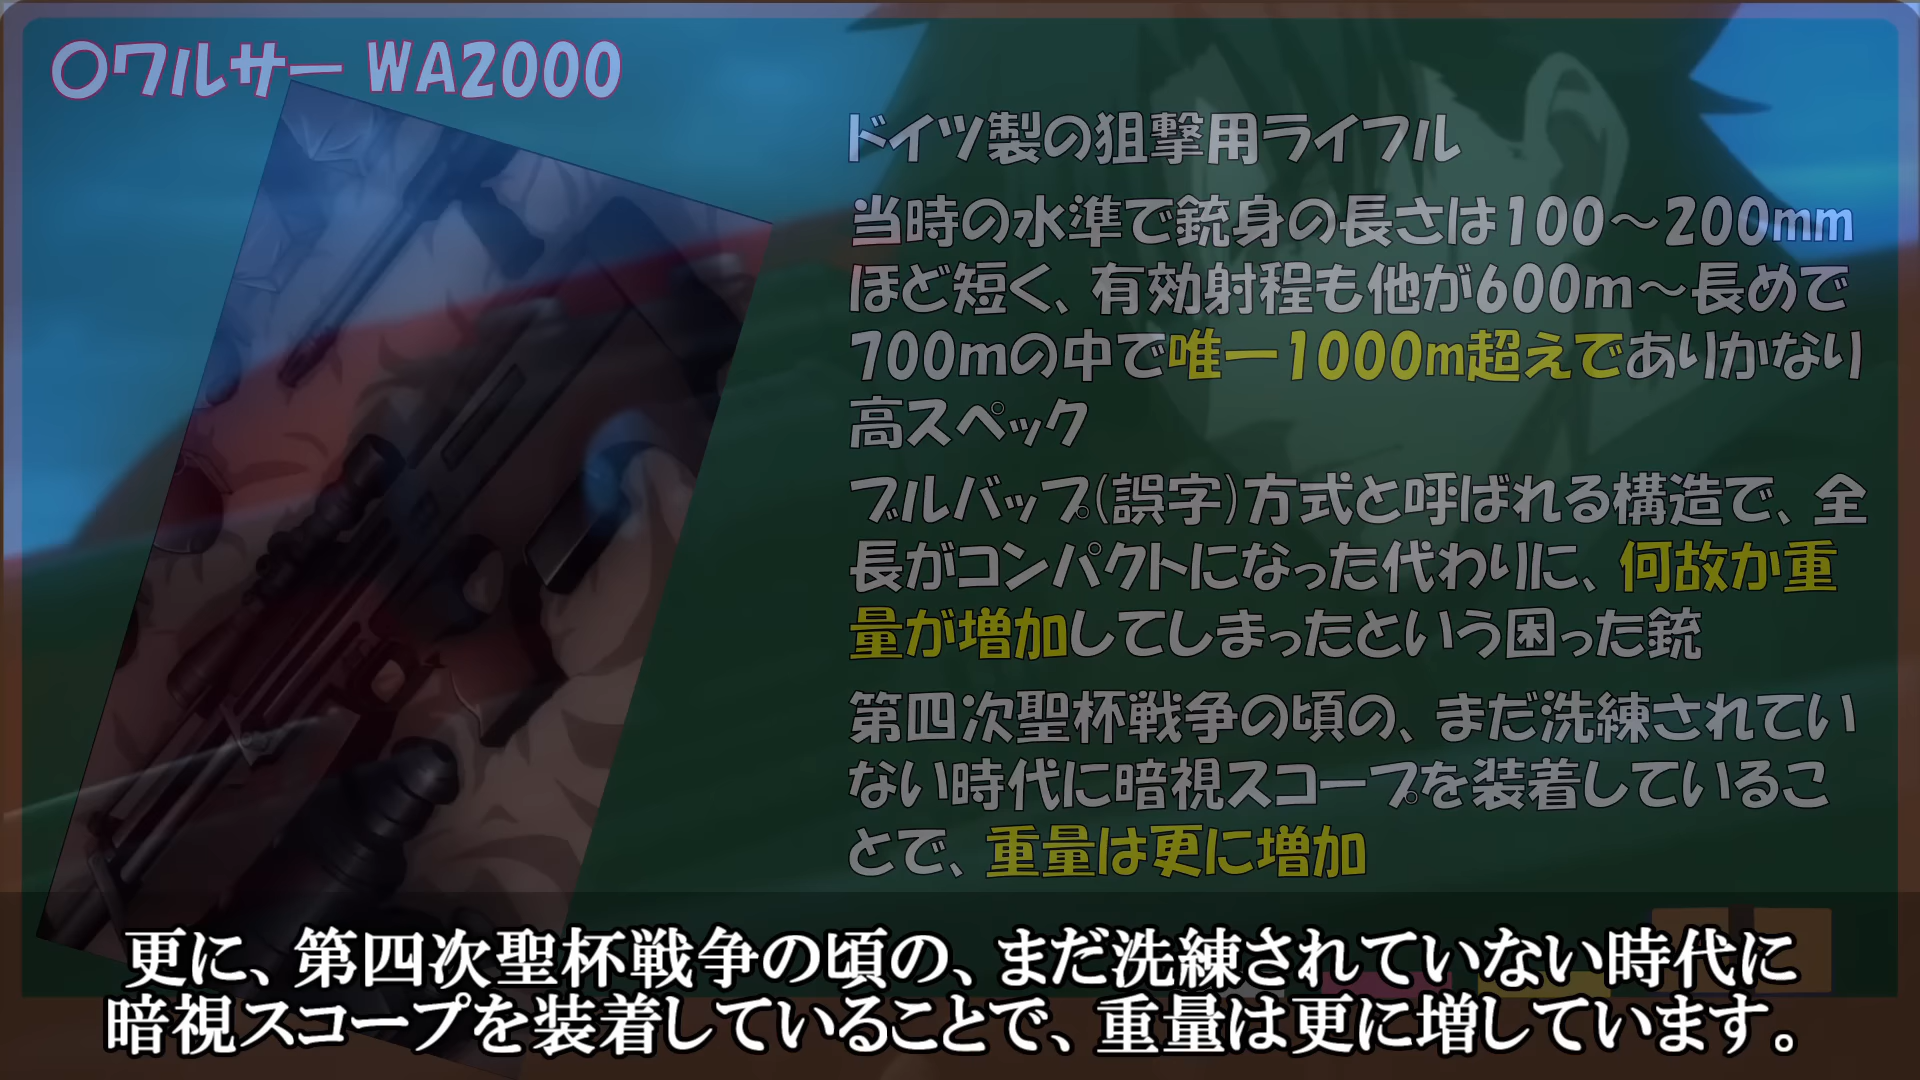 〇ワルサー WA2000
ドイツ製の狙撃用ライフル
当時の水準で銃身の長さは100～200mm
ほど短く、有効射程も他が600m～長めで
700mの中で唯一1000m超えでありかなり
高スペック
ブルバップ(誤字)方式と呼ばれる構造で、全
長がコンパクトになった代わりに、何故か重
量が増加してしまったという困った銃
第四次聖杯戦争の頃の、まだ洗練されてい
ない時代に暗視スコープを装着しているこ
とで、重量は更に増加
更に、第四次聖杯戦争の頃の、まだ洗練されていない時代に
暗視スコープを装着していることで、重量は更に増しています。